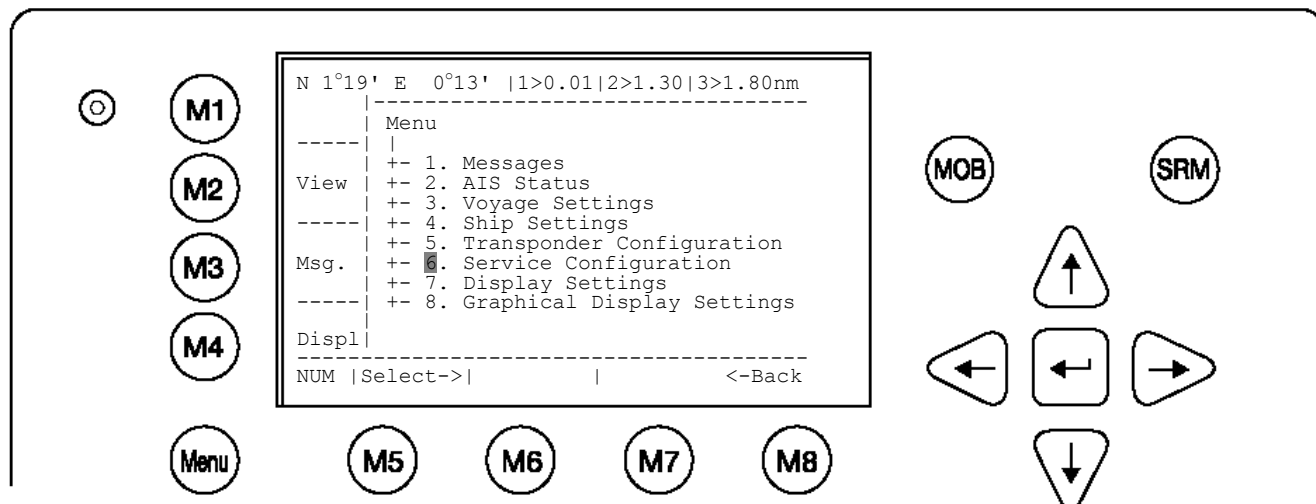 N 1°19' E 0°13' |1>0.01|2>1.30|3>1.80nm
Menu
1. Messages
2. AIS Status
3. Voyage Settings
4. Ship Settings
5. Transponder Configuration
6. Service Configuration
7. Display Settings
8. Graphical Display Settings
View
Msg.
Displ
NUM |Select->| | <-Back
M1
M2
M3
M4
Menu
M5
M6
M7
M8
MOB
SRM